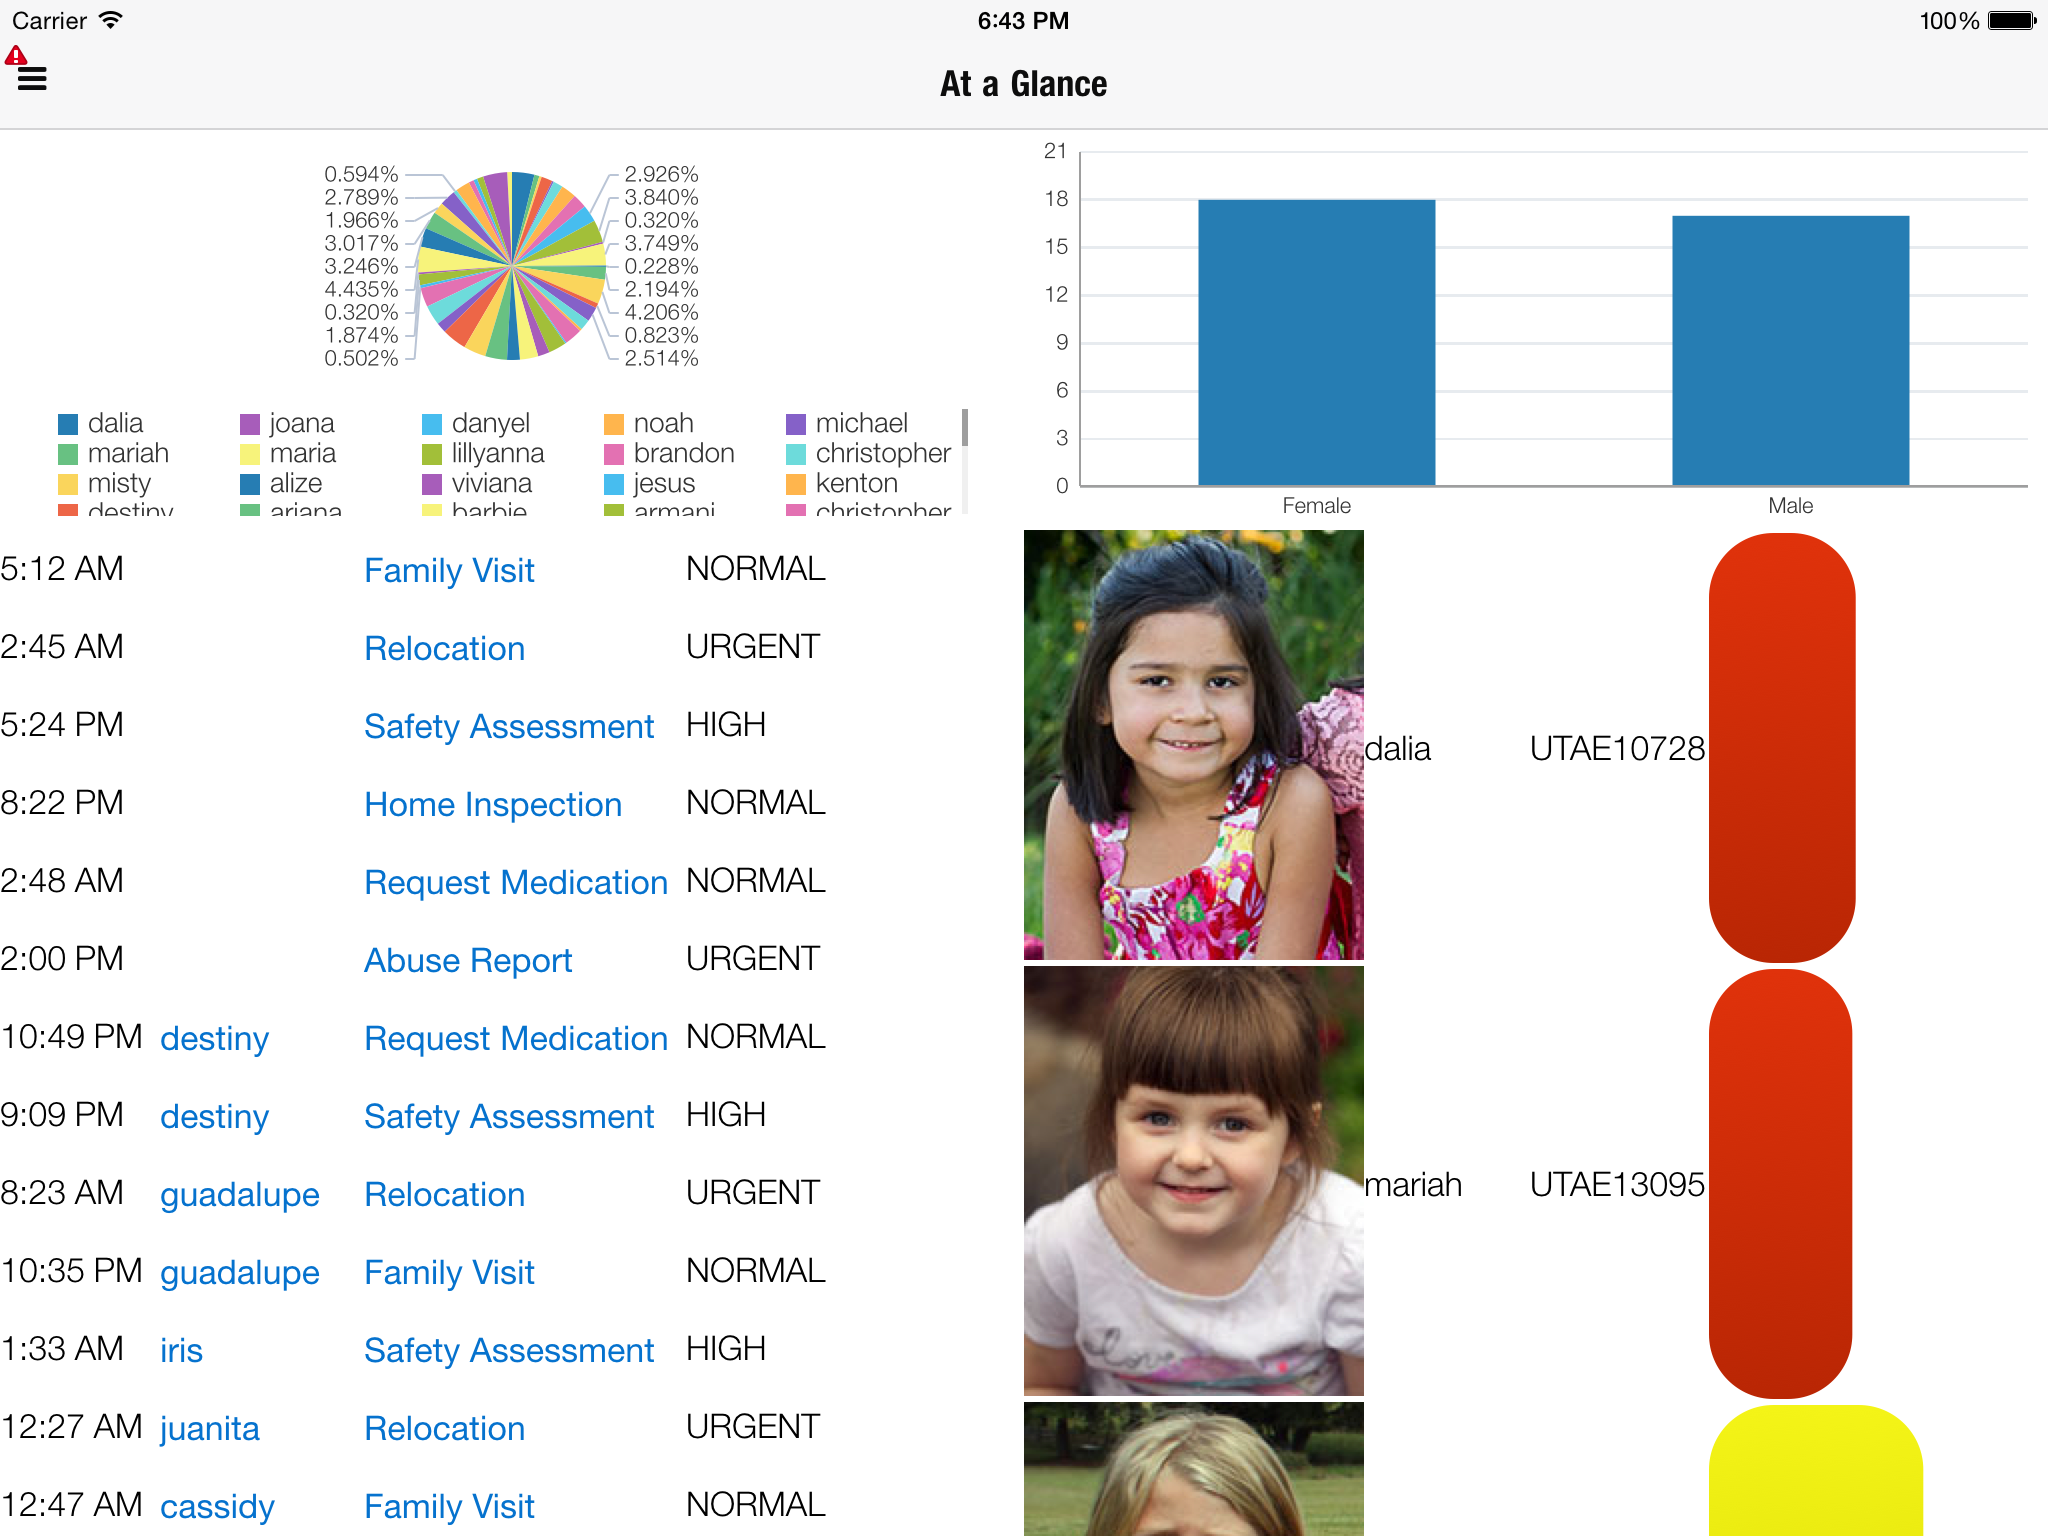 Carrier 6:43 PM 100%
At a Glance
0.594%
2.789%
1.966%
3.017%
3.246%
4.435%
0.320%
1.874%
0.502%
2.926%
3.840%
0.320%
3.749%
0.228%
2.194%
4.206%
0.823%
2.514%
dalia joana danyel noah michael
mariah maria lillyanna brandon christopher
misty alize viviana jesus kenton
destiny ariana barbie armani christopher
21
18
15
12
9
6
3
0
Female Male
5:12 AM Family Visit NORMAL
2:45 AM Relocation URGENT
5:24 PM Safety Assessment HIGH
8:22 PM Home Inspection NORMAL
2:48 AM Request Medication NORMAL
2:00 PM Abuse Report URGENT
10:49 PM destiny Request Medication NORMAL
9:09 PM destiny Safety Assessment HIGH
8:23 AM guadalupe Relocation URGENT
10:35 PM guadalupe Family Visit NORMAL
1:33 AM iris Safety Assessment HIGH
12:27 AM juanita Relocation URGENT
12:47 AM cassidy Family Visit NORMAL
dalia UTAE10728
mariah UTAE13095